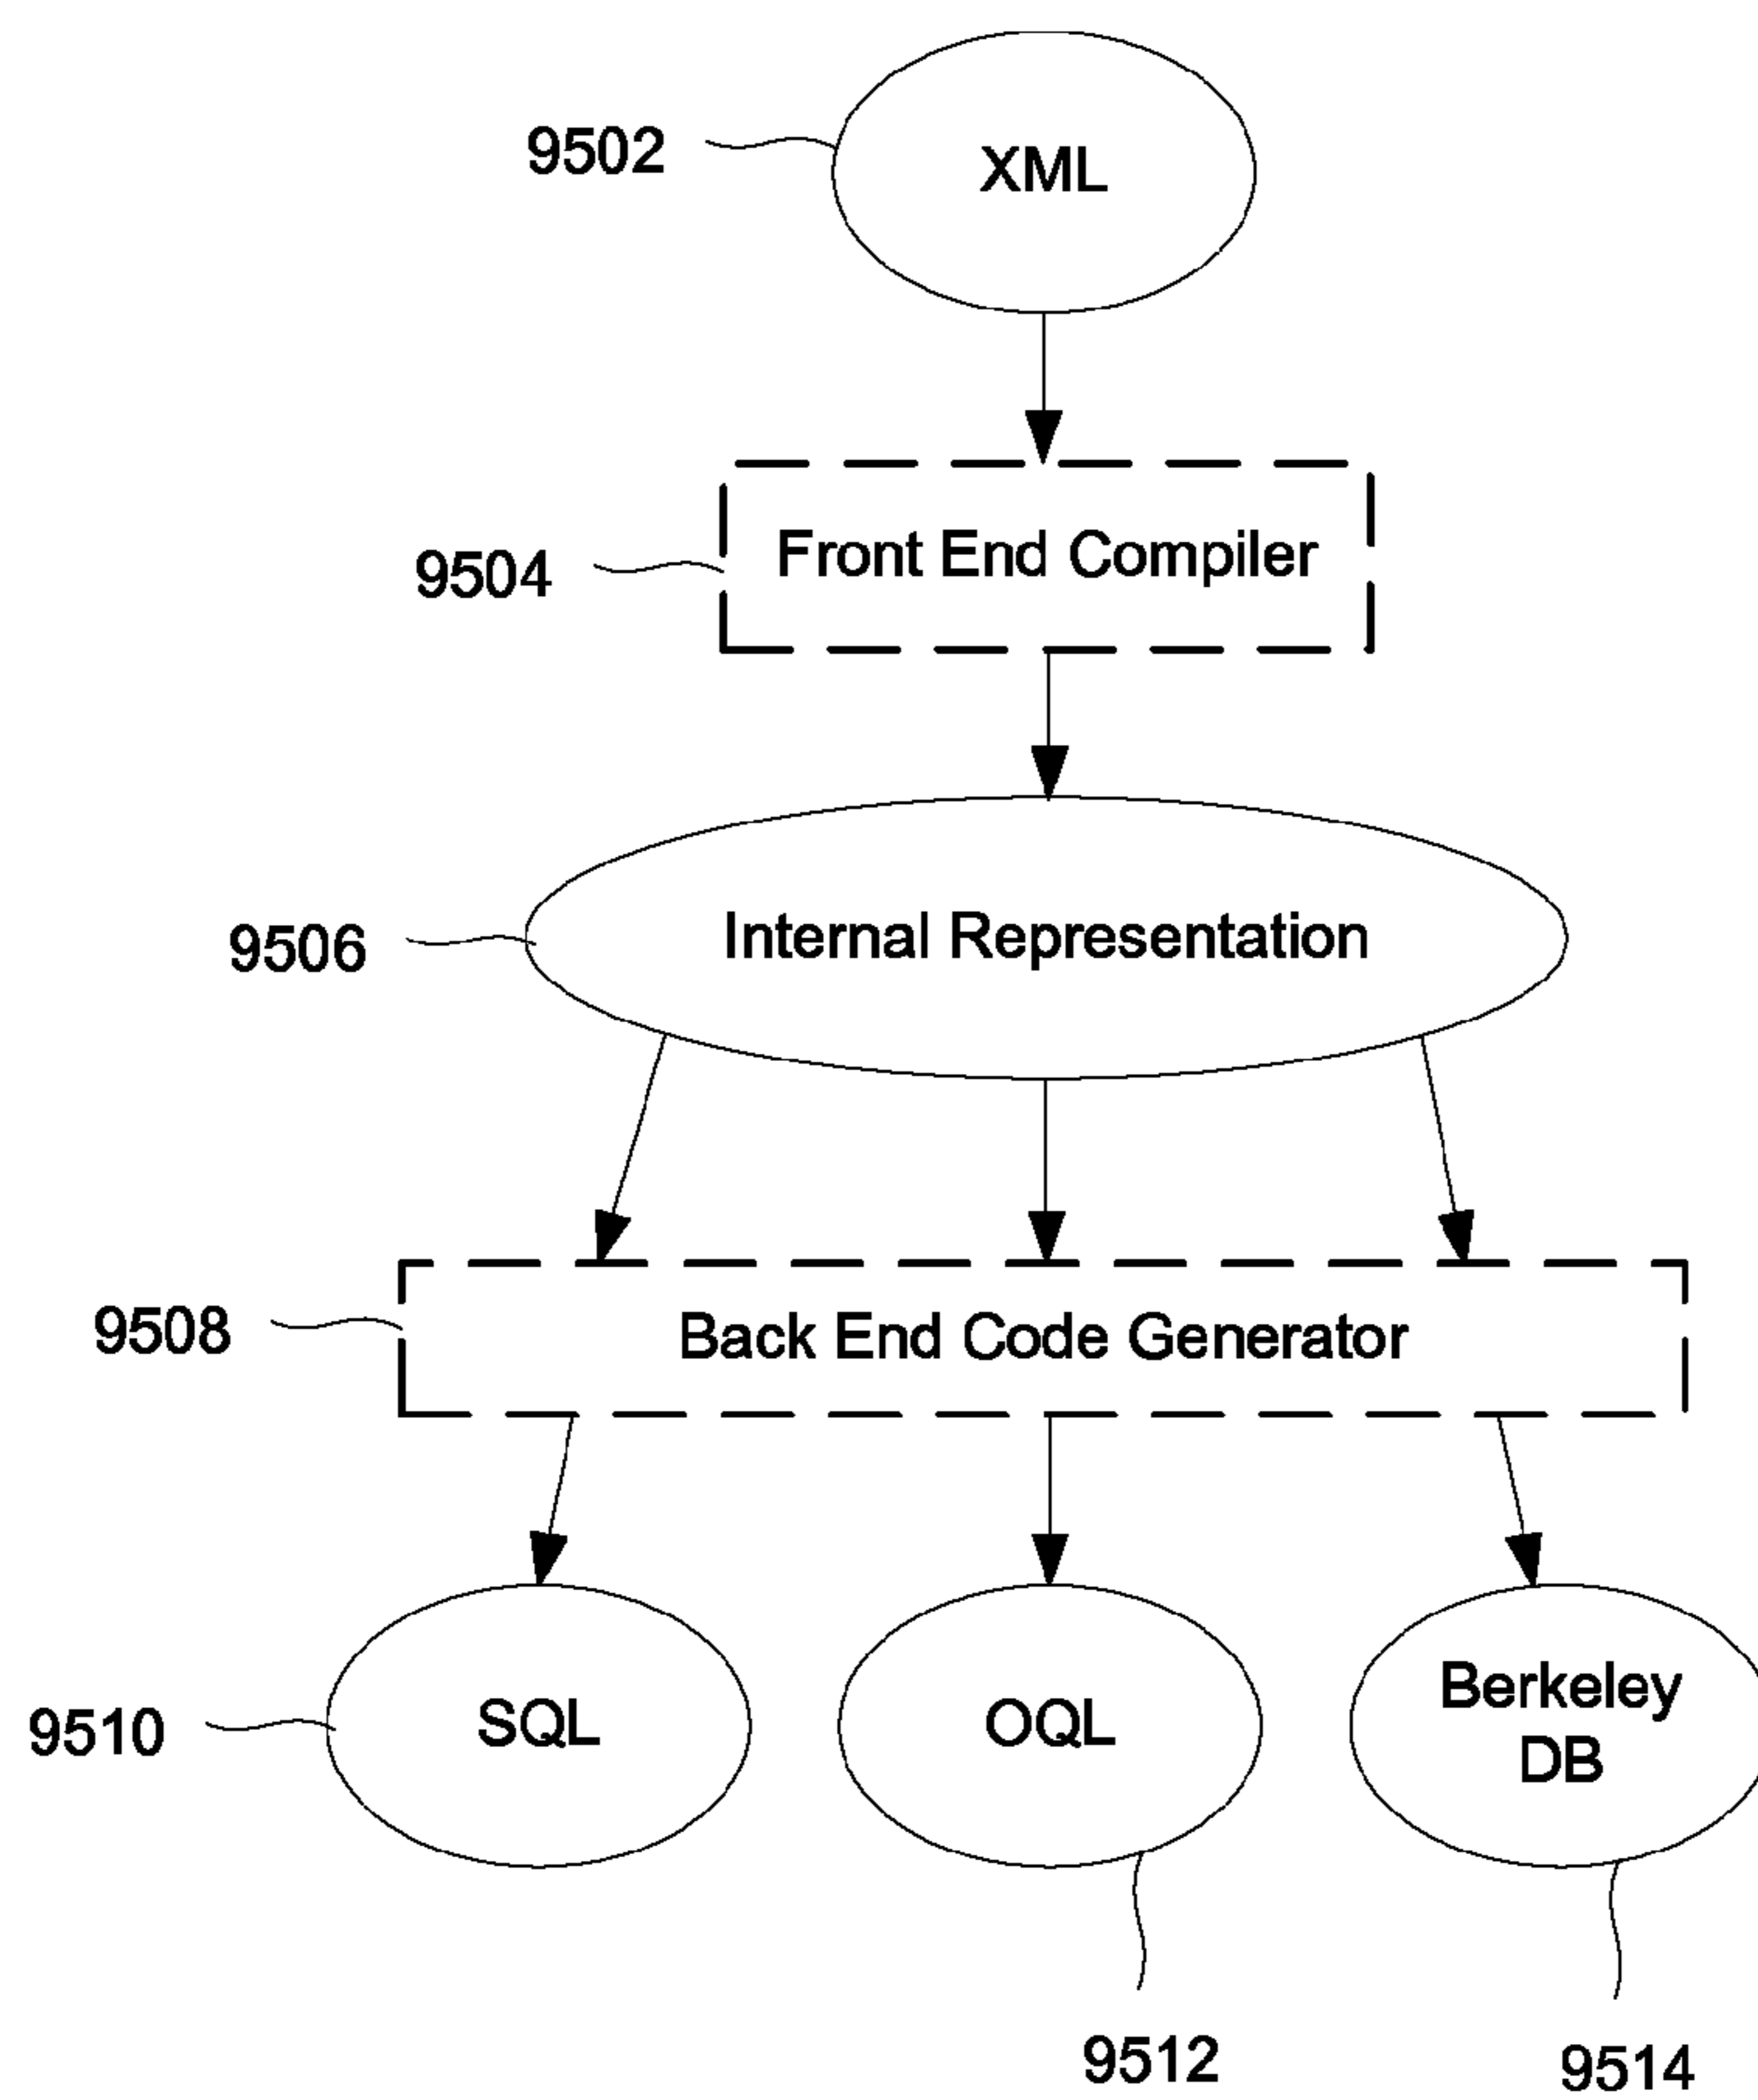 9502
XML
9504
Front End Compiler
9506
Internal Representation
9508
Back End Code Generator
9510
SQL
OQL
Berkeley
DB
9512
9514